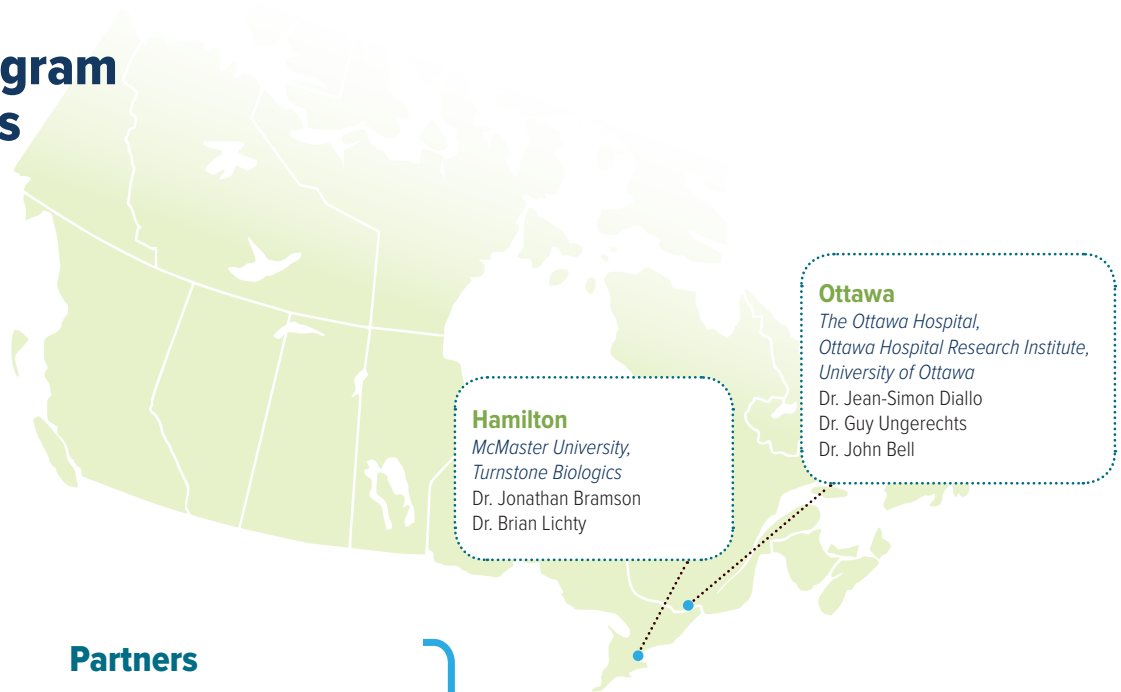 gram
s
Ottawa
The Ottawa Hospital,
Ottawa Hospital Research Institute,
University of Ottawa
Dr. Jean-Simon Diallo
Dr. Guy Ungerechts
Dr. John Bell
Hamilton
McMaster University,
Turnstone Biologics
Dr. Jonathan Bramson
Dr. Brian Lichty
Partners